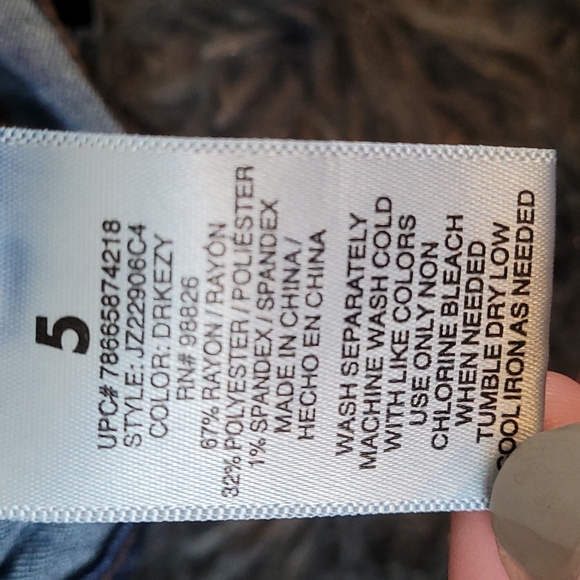 5
UPC# 78665874218
STYLE: JZ22906C4
COLOR: DRKEZY
RN# 98826
67% RAYON / RAYÓN
32% POLYESTER / POLIÉSTER
1% SPANDEX / SPANDEX
MADE IN CHINA /
HECHO EN CHINA
WASH SEPARATELY
MACHINE WASH COLD
WITH LIKE COLORS
USE ONLY NON
CHLORINE BLEACH
WHEN NEEDED
TUMBLE DRY LOW
COOL IRON AS NEEDED